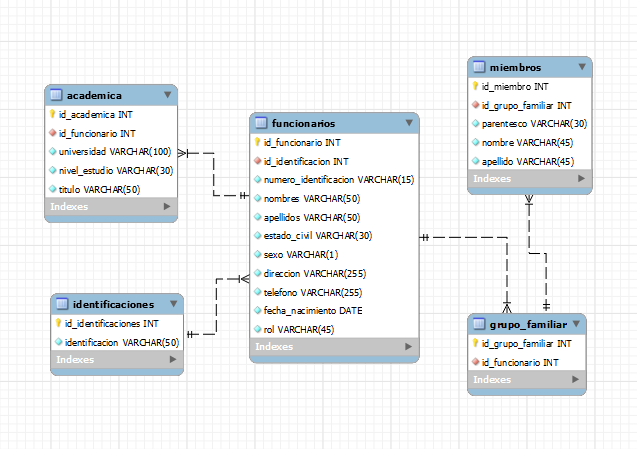 academica
id_academica INT
id_funcionario INT
universidad VARCHAR(100)
nivel_estudio VARCHAR(30)
titulo VARCHAR(50)
Indexes
identificaciones
id_identificaciones INT
identificacion VARCHAR(50)
Indexes
funcionarios
id_funcionario INT
id_identificacion INT
numero_identificacion VARCHAR(15)
nombres VARCHAR(50)
apellidos VARCHAR(50)
estado_civil VARCHAR(30)
sexo VARCHAR(1)
direccion VARCHAR(255)
telefono VARCHAR(255)
fecha_nacimiento DATE
rol VARCHAR(45)
Indexes
miembros
id_miembro INT
id_grupo_familiar INT
parentesco VARCHAR(30)
nombre VARCHAR(45)
apellido VARCHAR(45)
Indexes
grupo_familiar
id_grupo_familiar INT
id_funcionario INT
Indexes